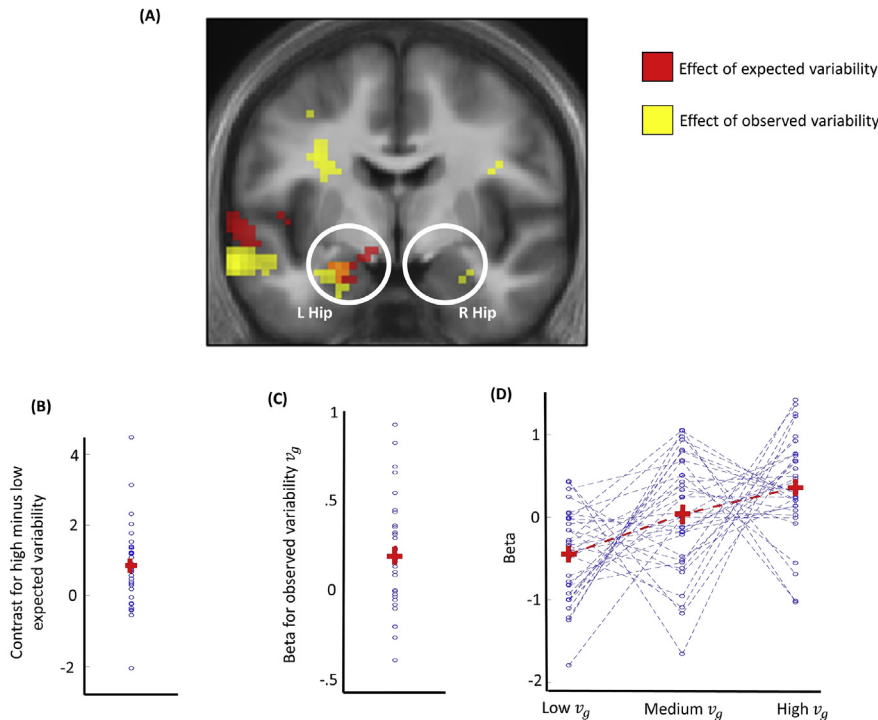 (A)
Effect of expected variability
Effect of observed variability
L Hip
R Hip
(B)
Contrast for high minus low
expected variability
4
2
0
-2
(C)
Beta for observed variability v_g
1
.5
0
-.5
(D)
Beta
1
0
-1
-2
Low v_g
Medium v_g
High v_g